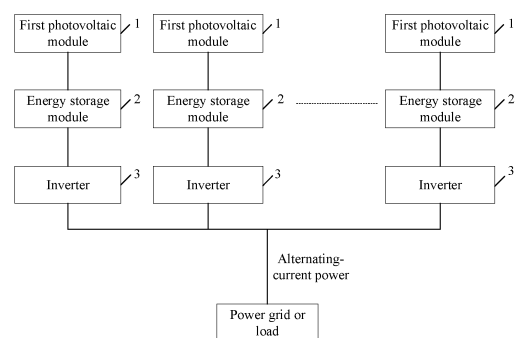 First photovoltaic
module
1
First photovoltaic
module
1
First photovoltaic
module
1
Energy storage
module
2
Energy storage
module
2
Energy storage
module
2
Inverter
3
Inverter
3
Inverter
3
Alternating-
current power
Power grid or
load